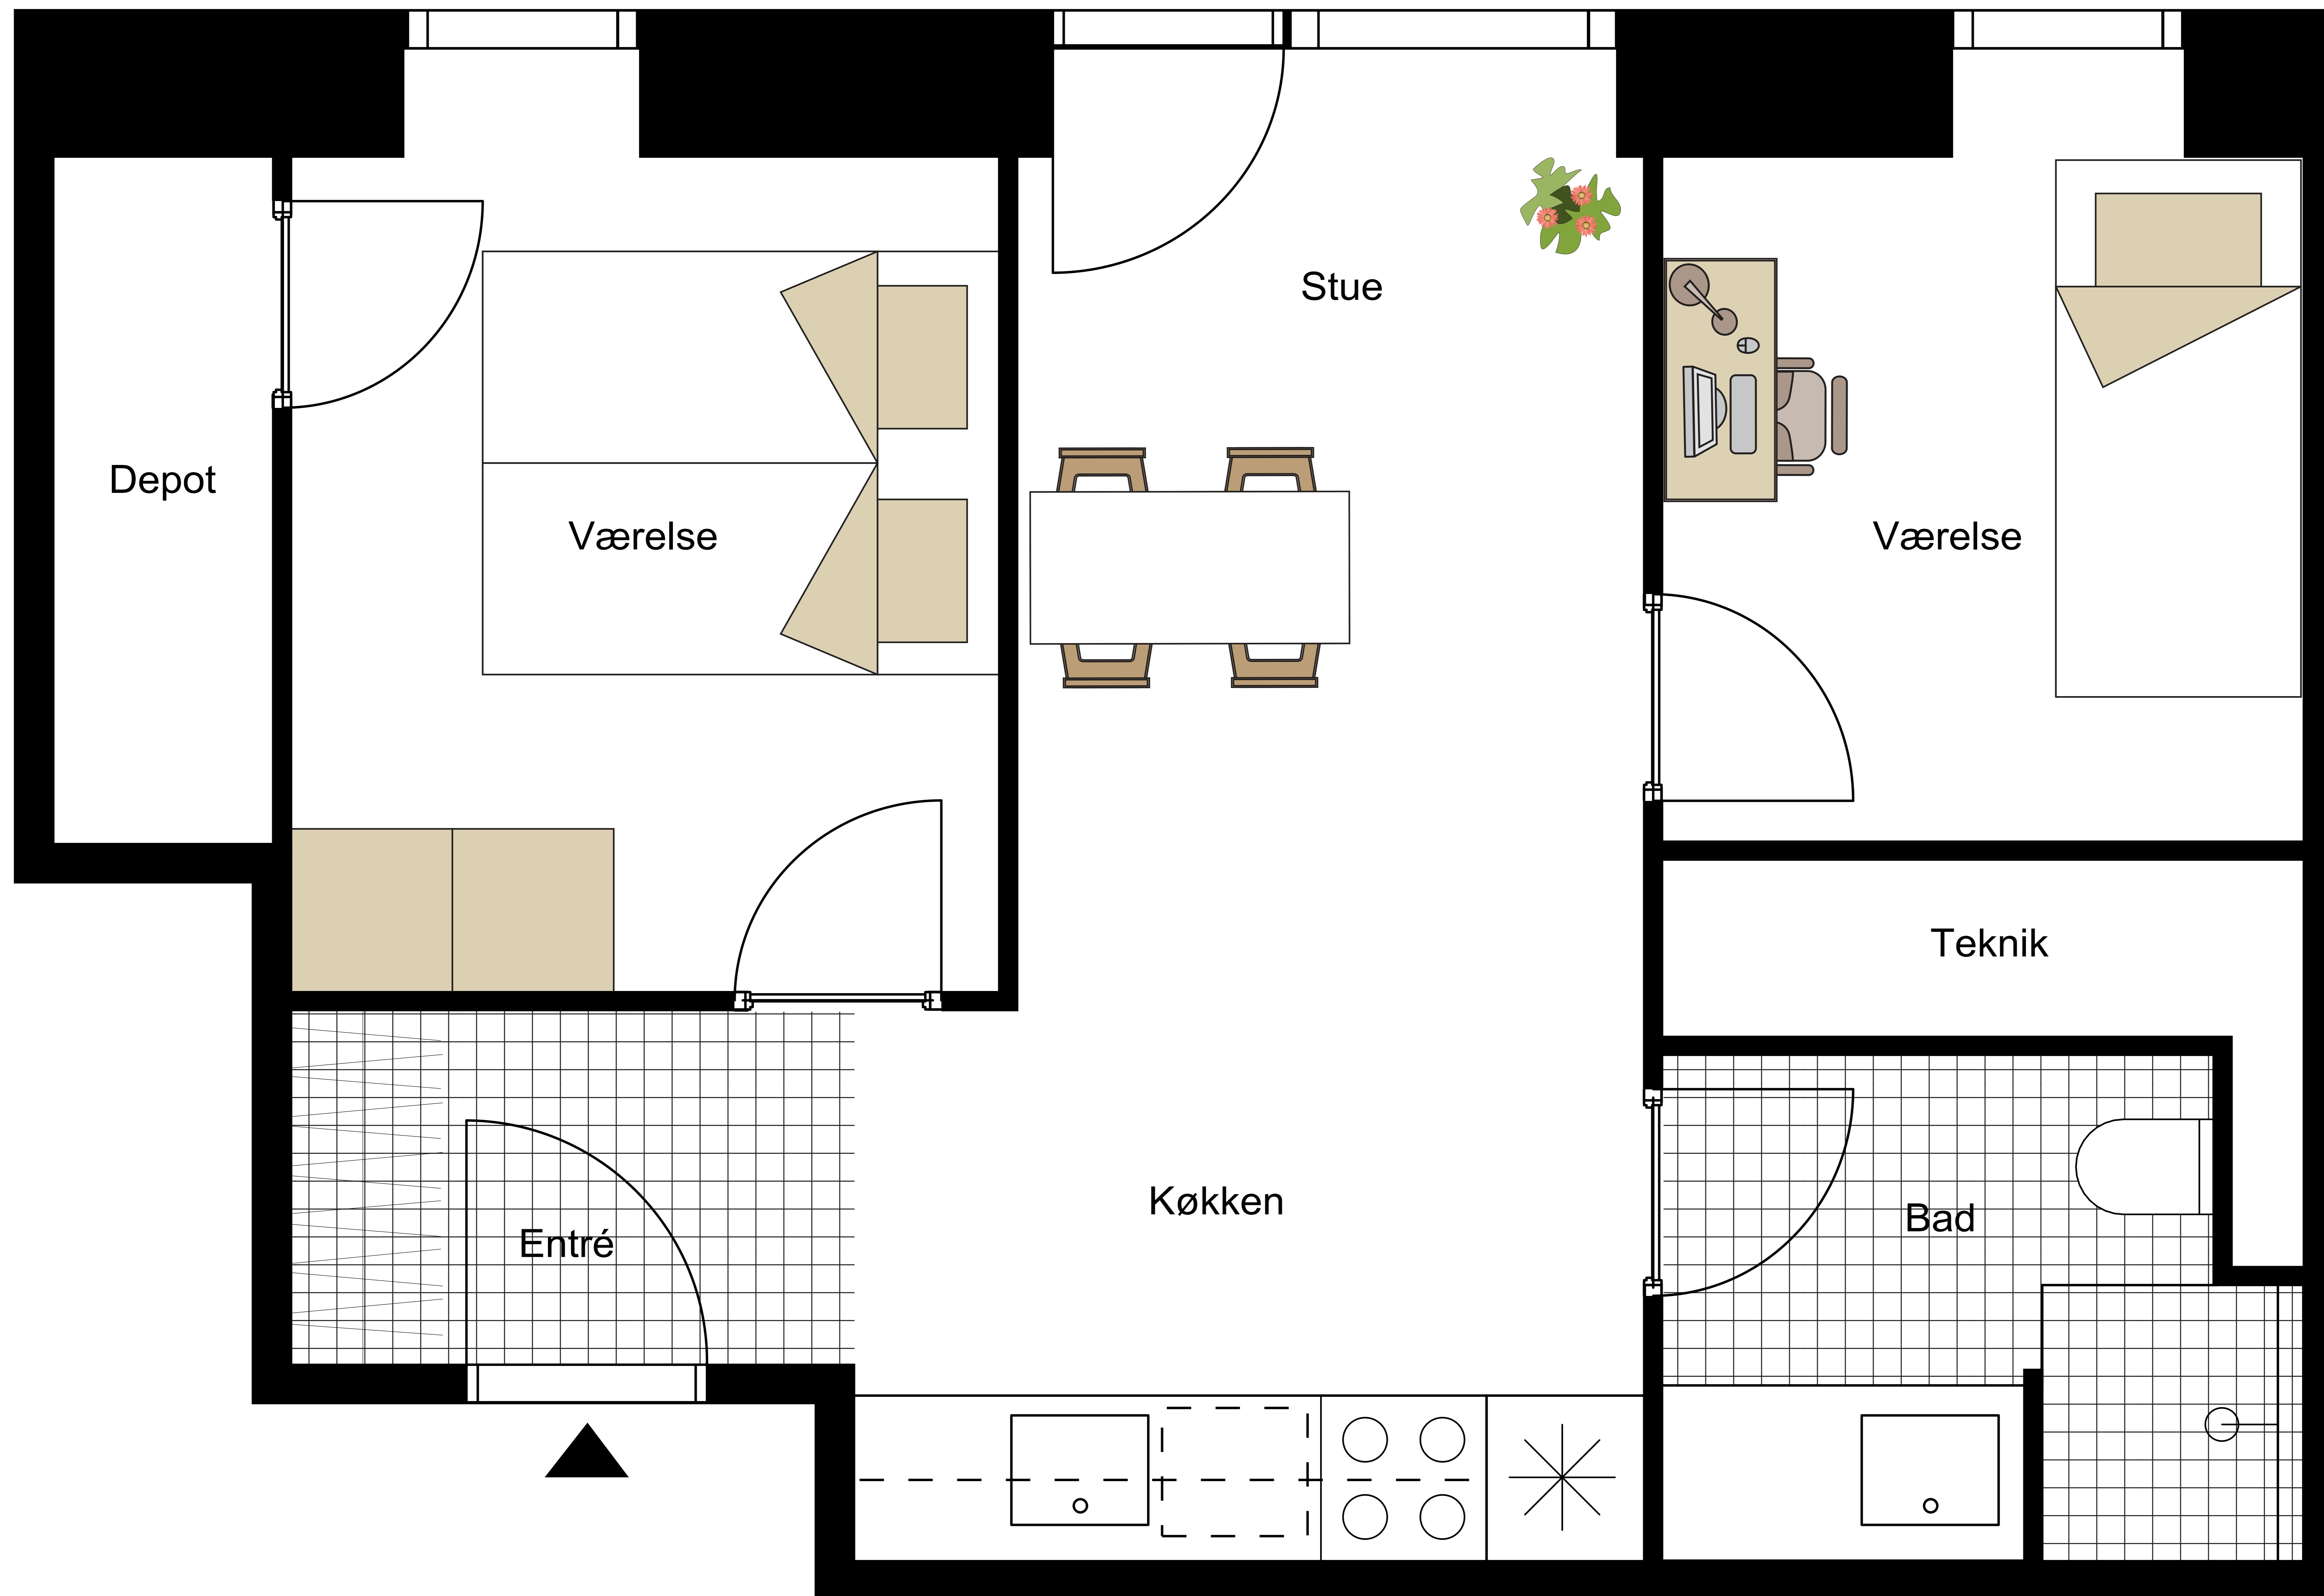 Stue
Depot
Værelse
Værelse
Teknik
Køkken
Bad
Entré